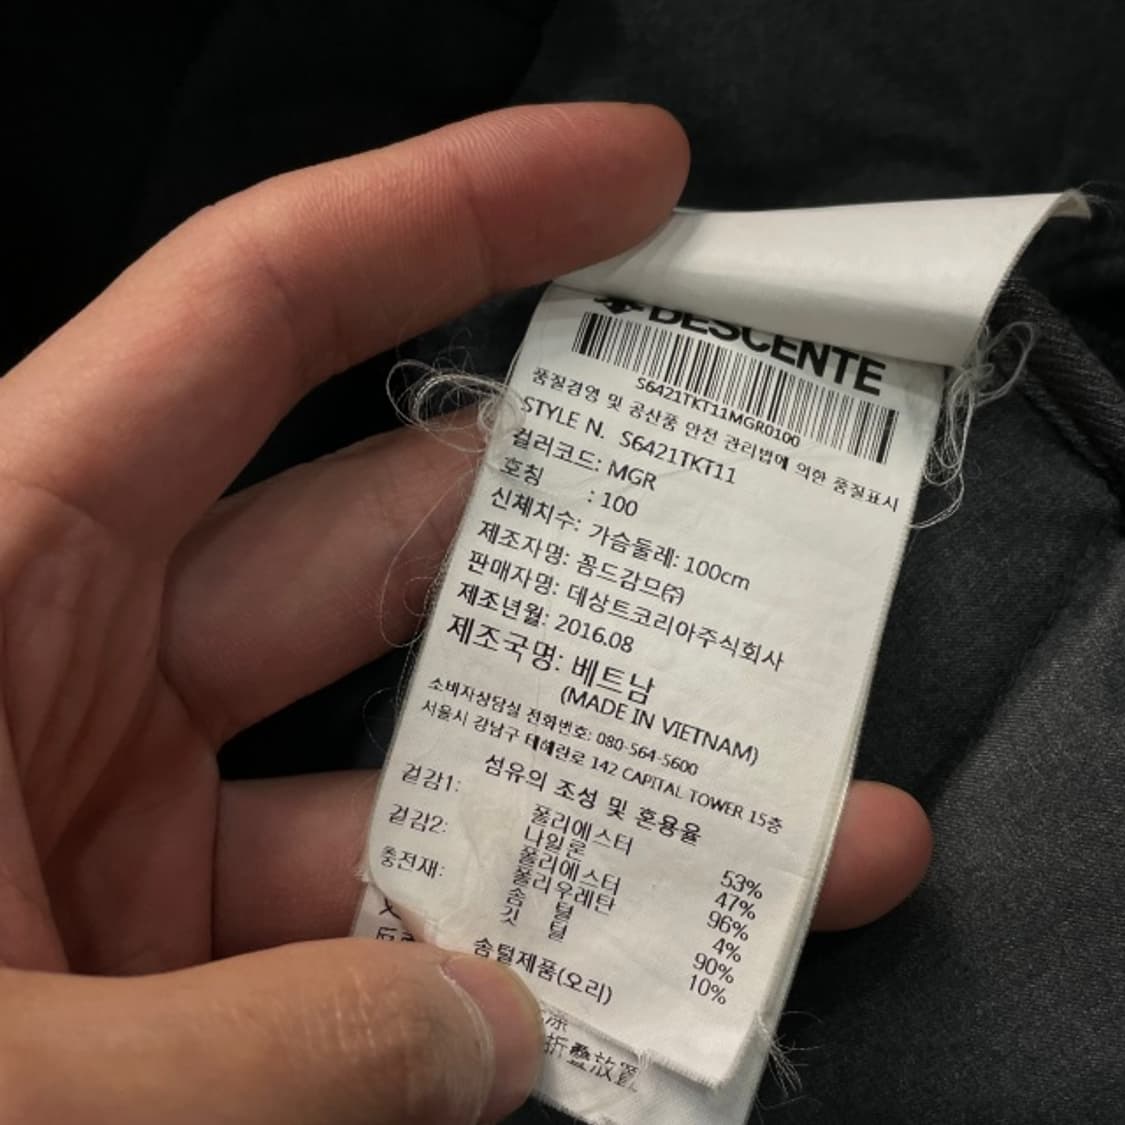 DESCENTE
S6421TKT11MGR0100
품질경영 및 공산품 안전 관리법에 의한 품질표시
STYLE N. S6421TKT11
컬러코드: MGR
호칭 : 100
신체치수: 가슴둘레: 100cm
제조자명: 꼼드감므㈜
판매자명: 데상트코리아주식회사
제조년월: 2016.08
제조국명: 베트남
(MADE IN VIETNAM)
소비자상담실 전화번호: 080-564-5600
서울시 강남구 테헤란로 142 CAPITAL TOWER 15층
섬유의 조성 및 혼용율
겉감1: 폴리에스터 53%
나일론 47%
겉감2: 폴리에스터 96%
폴리우레탄 4%
충전재: 솜털 90%
깃털 10%
솜털제품(오리)
折叠放置